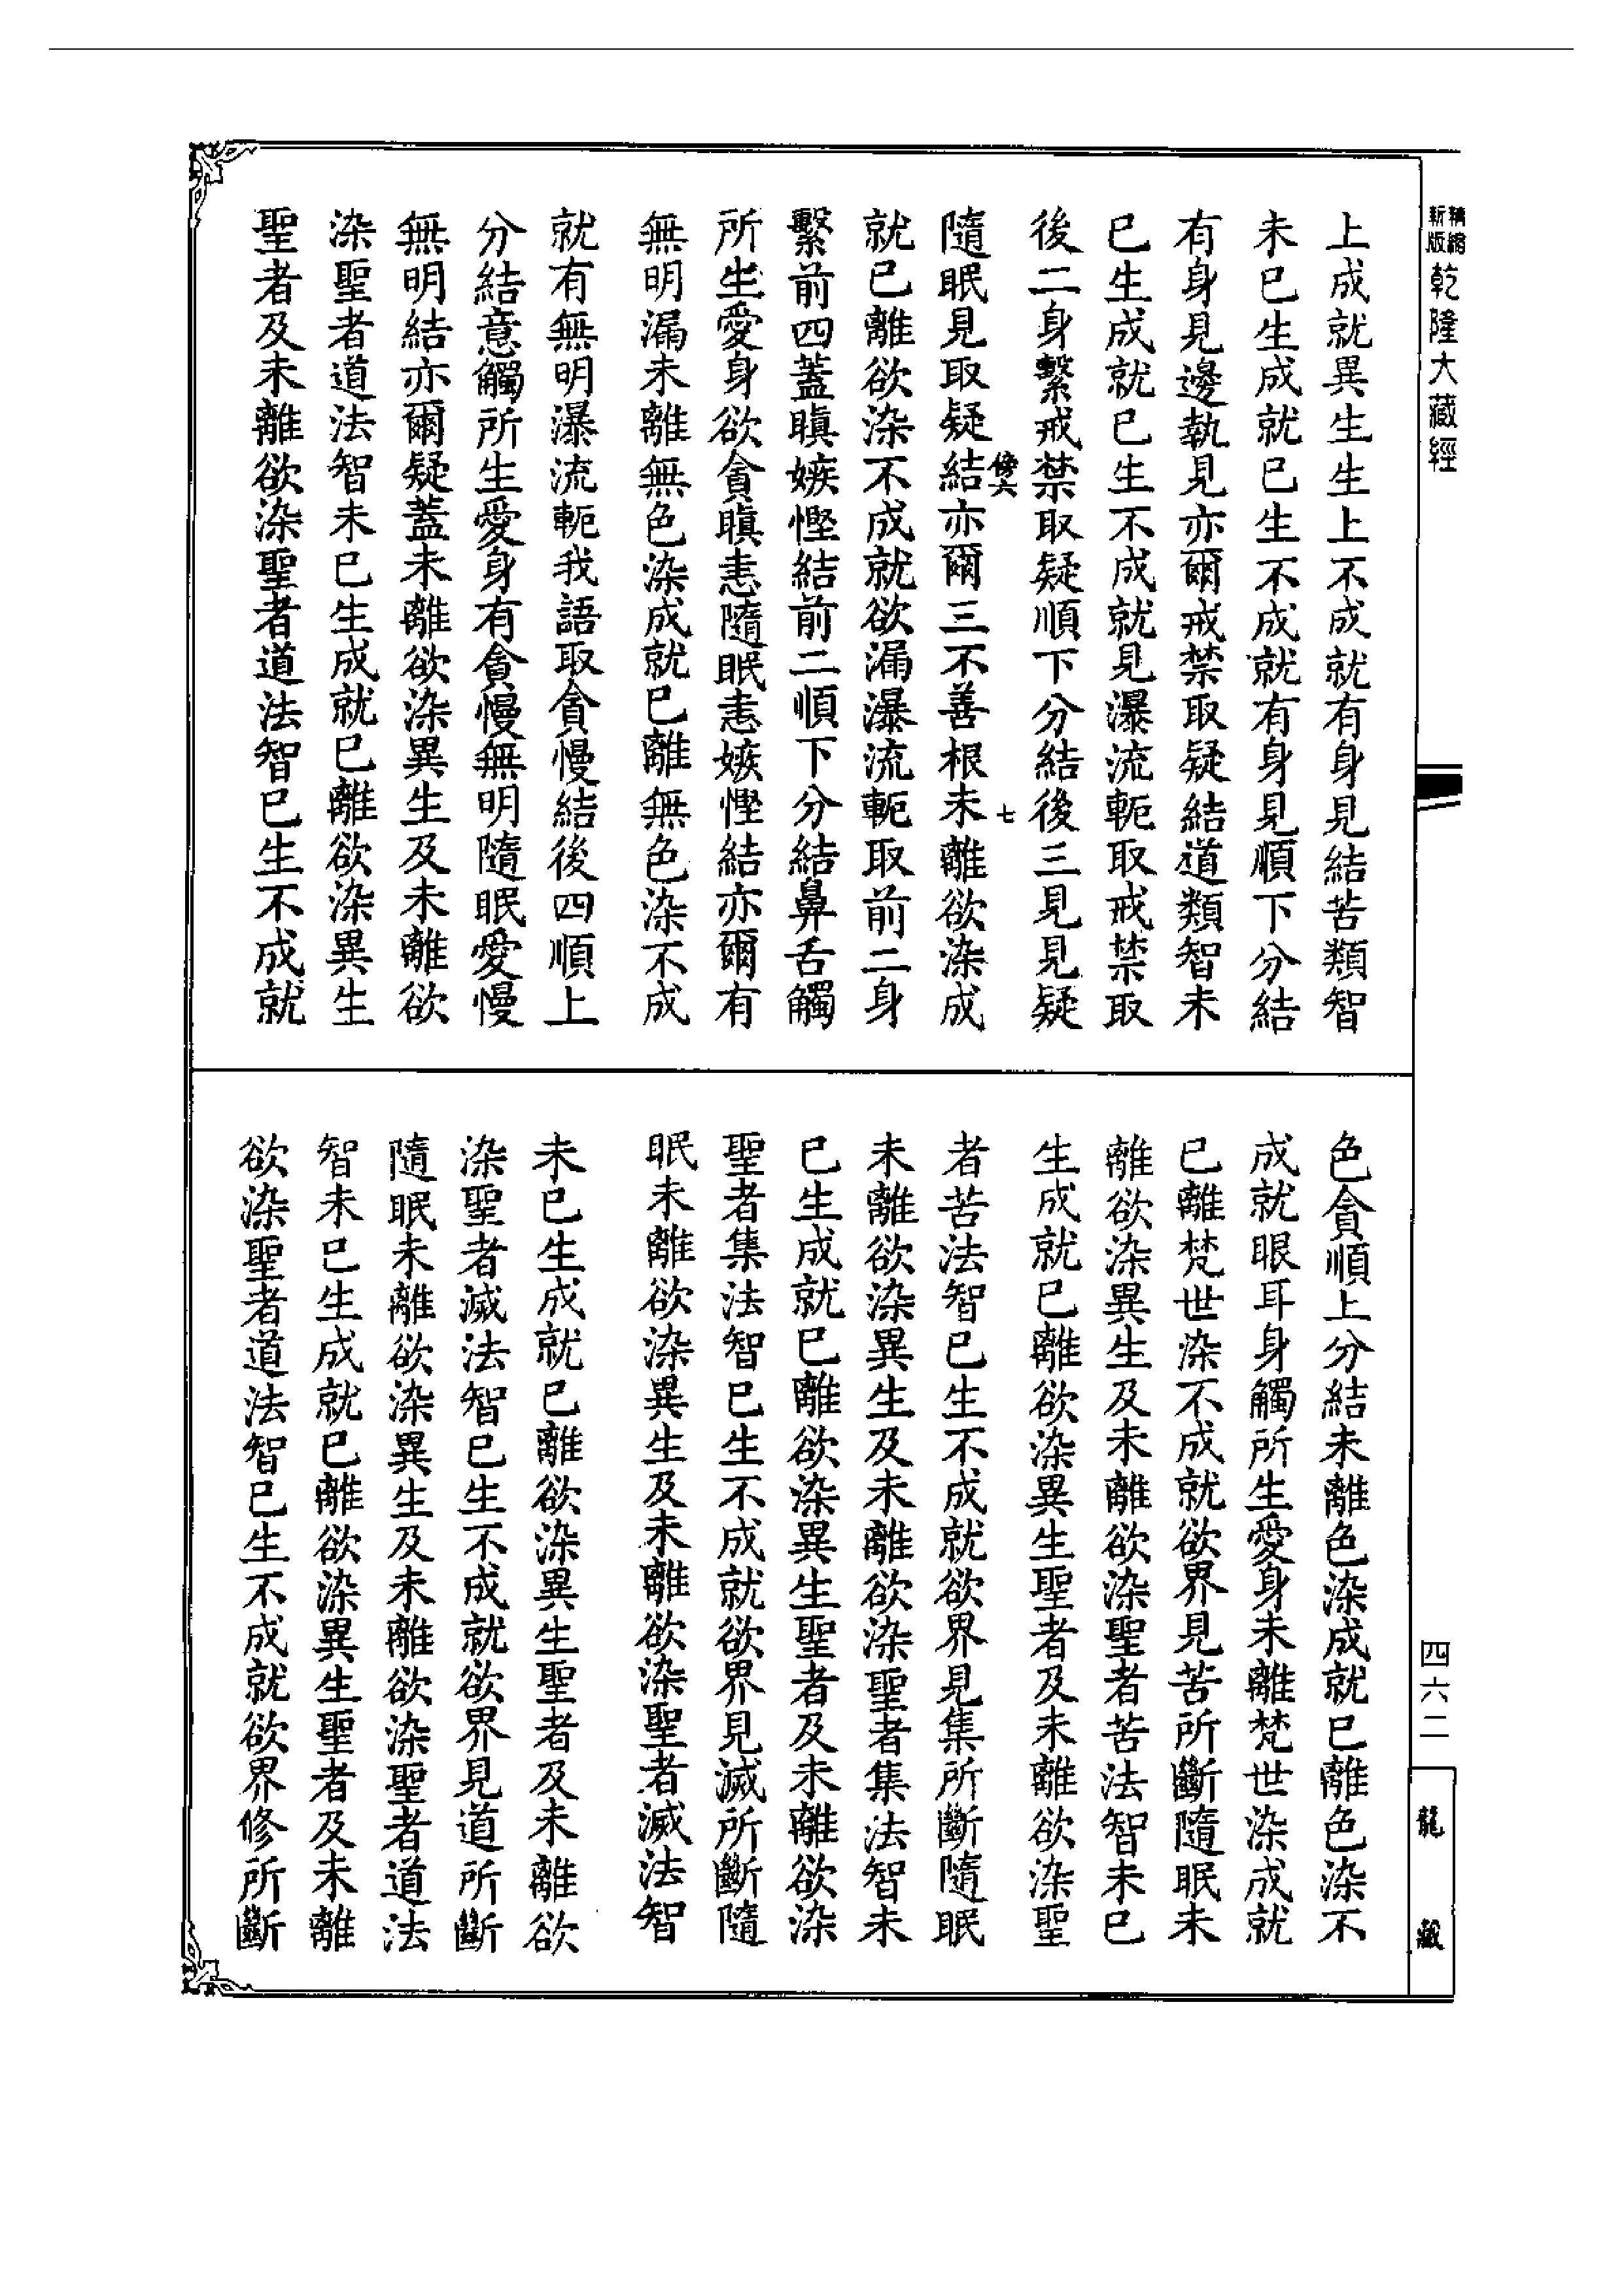 精縮新版乾隆大藏經
上成就異生生上不成就有身見結苦類智
未已生成就已生不成就有身見順下分結
有身見邊執見亦爾戒禁取疑結道類智未
已生成就已生不成就見瀑流軛取戒禁取
後二身繫戒禁取疑順下分結後三見見疑
隨眠見取疑結亦爾三不善根未離欲染成
就已離欲染不成就欲漏瀑流軛取前二身
繫前四蓋瞋嫉慳結前二順下分結鼻舌觸
所生愛身欲貪瞋恚隨眠恚嫉慳結亦爾有
無明漏未離無色染成就已離無色染不成
就有無明瀑流軛我語取貪慢結後四順上
分結意觸所生愛身有貪慢無明隨眠愛慢
無明結亦爾疑蓋未離欲染異生及未離欲
染聖者道法智未已生成就已離欲染異生
聖者及未離欲染聖者道法智已生不成就
七
色貪順上分結未離色染成就已離色染不
成就眼耳身觸所生愛身未離梵世染成就
已離梵世染不成就欲界見苦所斷隨眠未
離欲染異生及未離欲染聖者苦法智未已
生成就已離欲染異生聖者及未離欲染聖
者苦法智已生不成就欲界見集所斷隨眠
未離欲染異生及未離欲染聖者集法智未
已生成就已離欲染異生聖者及未離欲染
聖者集法智已生不成就欲界見滅所斷隨
眠未離欲染異生及未離欲染聖者滅法智
未已生成就已離欲染異生聖者及未離欲
染聖者滅法智已生不成就欲界見道所斷
隨眠未離欲染異生及未離欲染聖者道法
智未已生成就已離欲染異生聖者及未離
欲染聖者道法智已生不成就欲界修所斷
四六二
龍藏